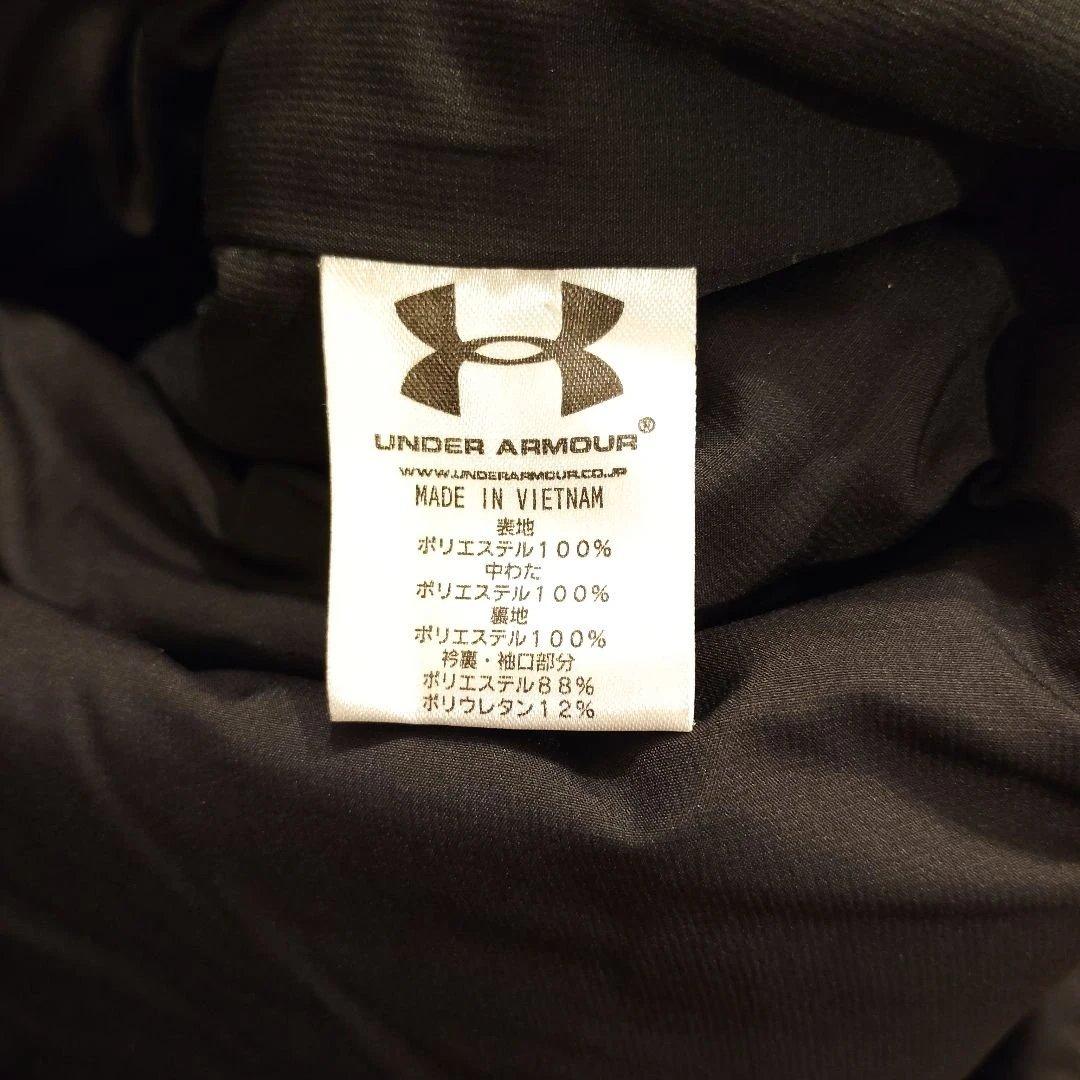 UNDER ARMOUR®
WWW.UNDERARMOUR.CO.JP
MADE IN VIETNAM
表地
ポリエステル100%
中わた
ポリエステル100%
裏地
ポリエステル100%
衿裏・袖口部分
ポリエステル88%
ポリウレタン12%